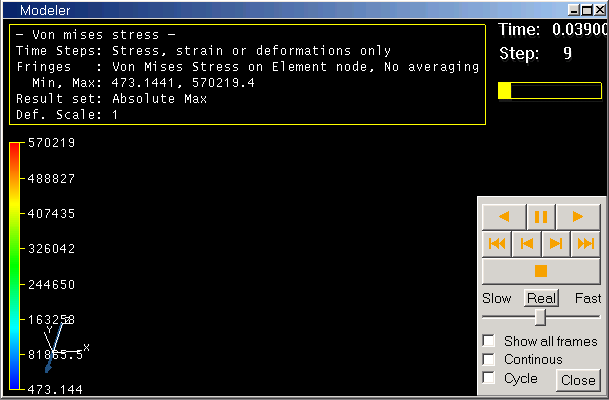 Modeler
- Von mises stress -
Time Steps: Stress, strain or deformations only
Fringes   : Von Mises Stress on Element node, No averaging
Min, Max: 473.1441, 570219.4
Result set: Absolute Max
Def. Scale: 1
Time: 0.03900
Step: 9
570219
488827
407435
326042
244650
163258
81865.5
473.144
Y
X
Slow Real Fast
Show all frames
Continous
Cycle
Close